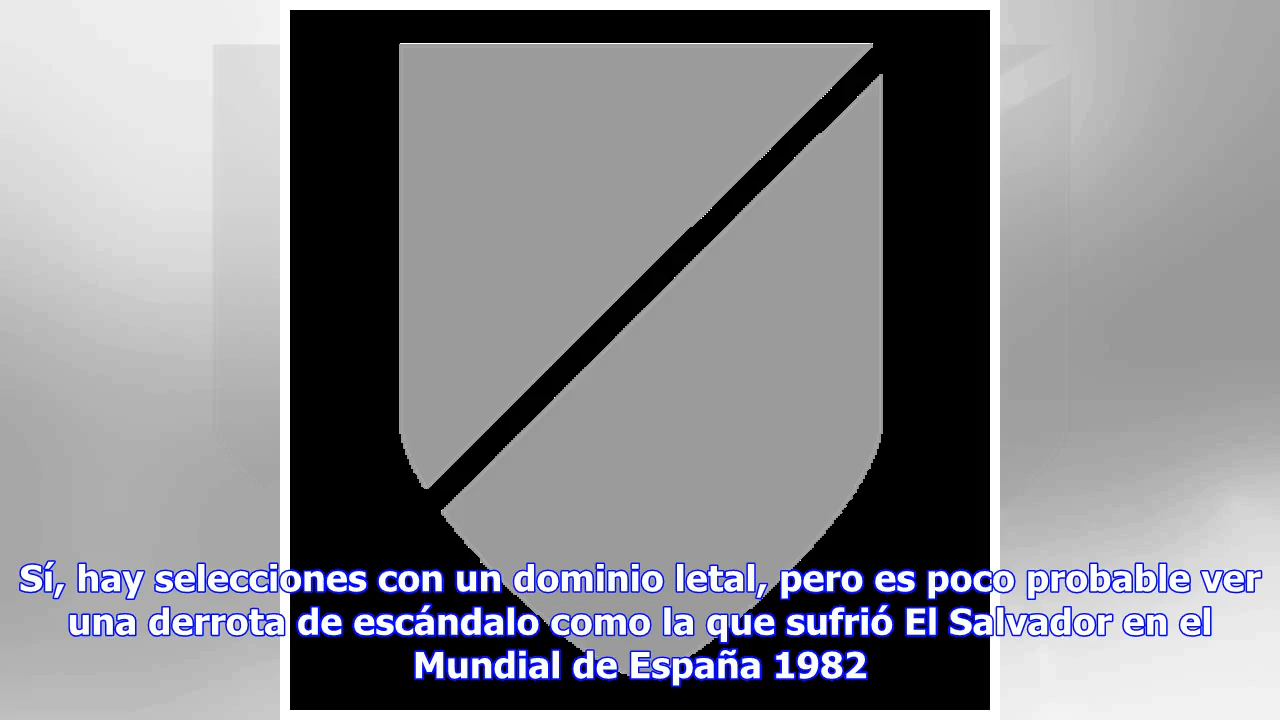 Sí, hay selecciones con un dominio letal, pero es poco probable ver
una derrota de escándalo como la que sufrió El Salvador en el
Mundial de España 1982